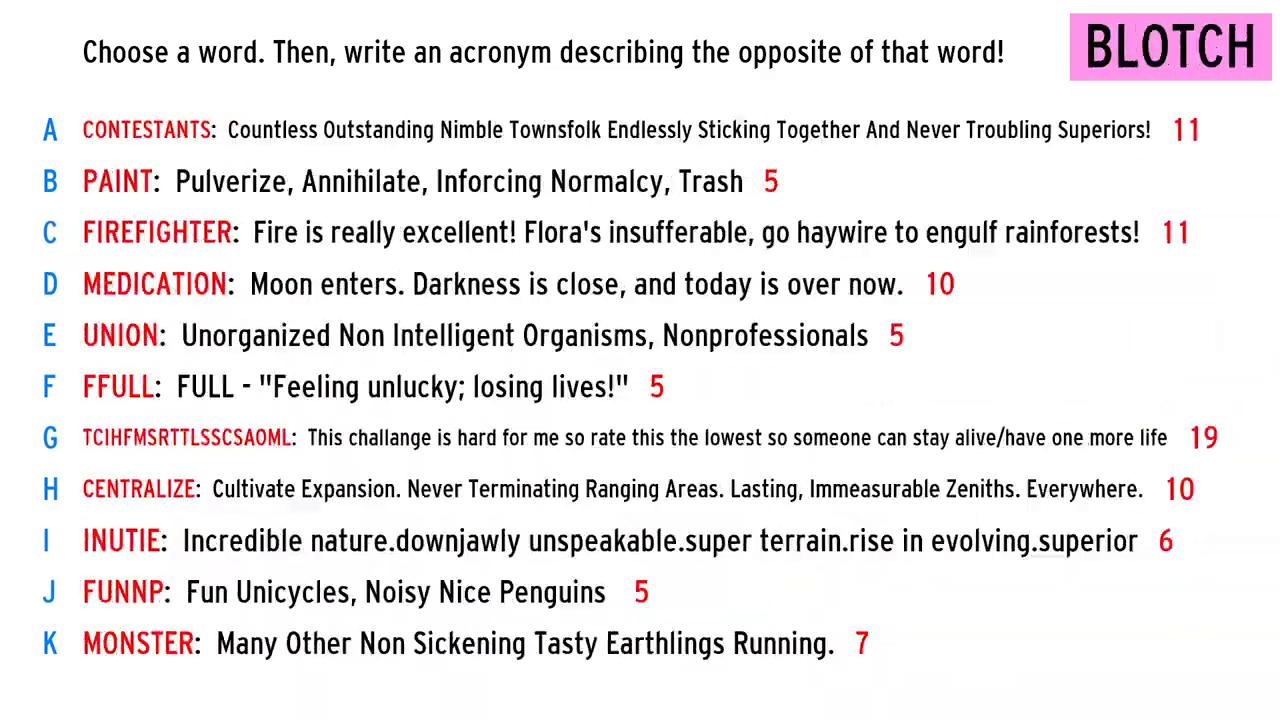 Choose a word. Then, write an acronym describing the opposite of that word!
BLOTCH
A CONTESTANTS: Countless Outstanding Nimble Townsfolk Endlessly Sticking Together And Never Troubling Superiors! 11
B PAINT: Pulverize, Annihilate, Inforcing Normalcy, Trash 5
C FIREFIGHTER: Fire is really excellent! Flora's insufferable, go haywire to engulf rainforests! 11
D MEDICATION: Moon enters. Darkness is close, and today is over now. 10
E UNION: Unorganized Non Intelligent Organisms, Nonprofessionals 5
F FFULL: FULL - "Feeling unlucky; losing lives!" 5
G TCIHFMSRTTLSSCSAOML: This challange is hard for me so rate this the lowest so someone can stay alive/have one more life 19
H CENTRALIZE: Cultivate Expansion. Never Terminating Ranging Areas. Lasting, Immeasurable Zeniths. Everywhere. 10
I INUTIE: Incredible nature.downjawly unspeakable.super terrain.rise in evolving.superior 6
J FUNNP: Fun Unicycles, Noisy Nice Penguins 5
K MONSTER: Many Other Non Sickening Tasty Earthlings Running. 7